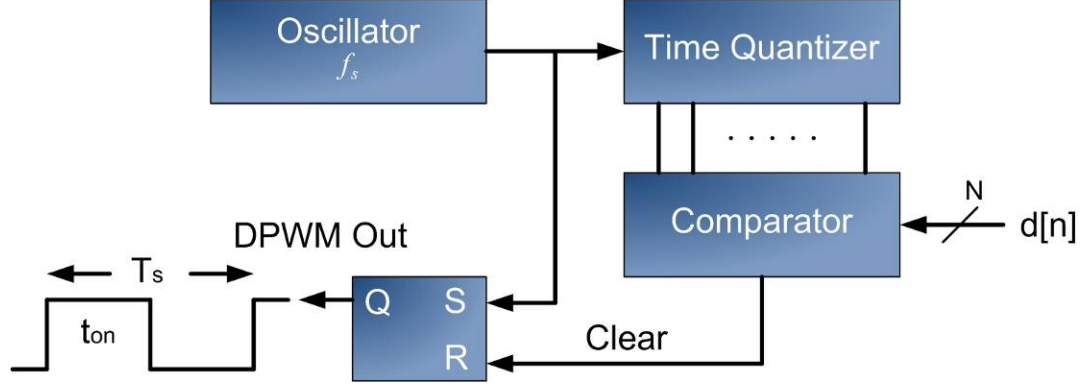 Oscillator
fs
Time Quantizer
. . . . .
Comparator
N
d[n]
DPWM Out
Ts
ton
Q
S
R
Clear